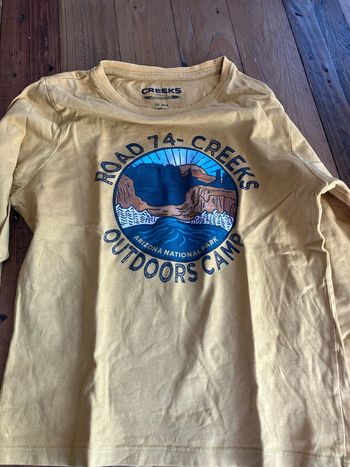 CREEKS
ROAD 74- CREEKS
ARIZONA NATIONAL PARK
OUTDOORS CAMP